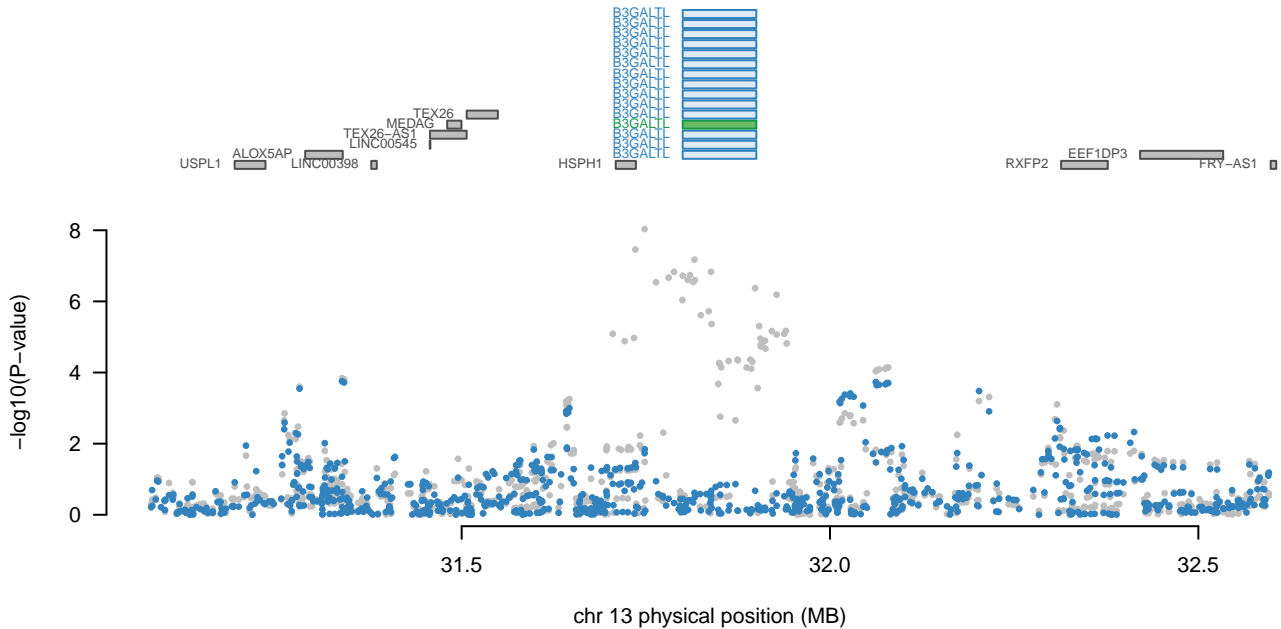 B3GALTL
B3GALTL
B3GALTL
B3GALTL
B3GALTL
B3GALTL
B3GALTL
B3GALTL
B3GALTL
B3GALTL
TEX26 B3GALTL
MEDAG B3GALTL
TEX26−AS1 B3GALTL
LINC00545 B3GALTL
ALOX5AP B3GALTL EEF1DP3
USPL1 LINC00398 HSPH1 RXFP2 FRY−AS1
8
6
4
2
0
−log10(P−value)
31.5 32.0 32.5
chr 13 physical position (MB)